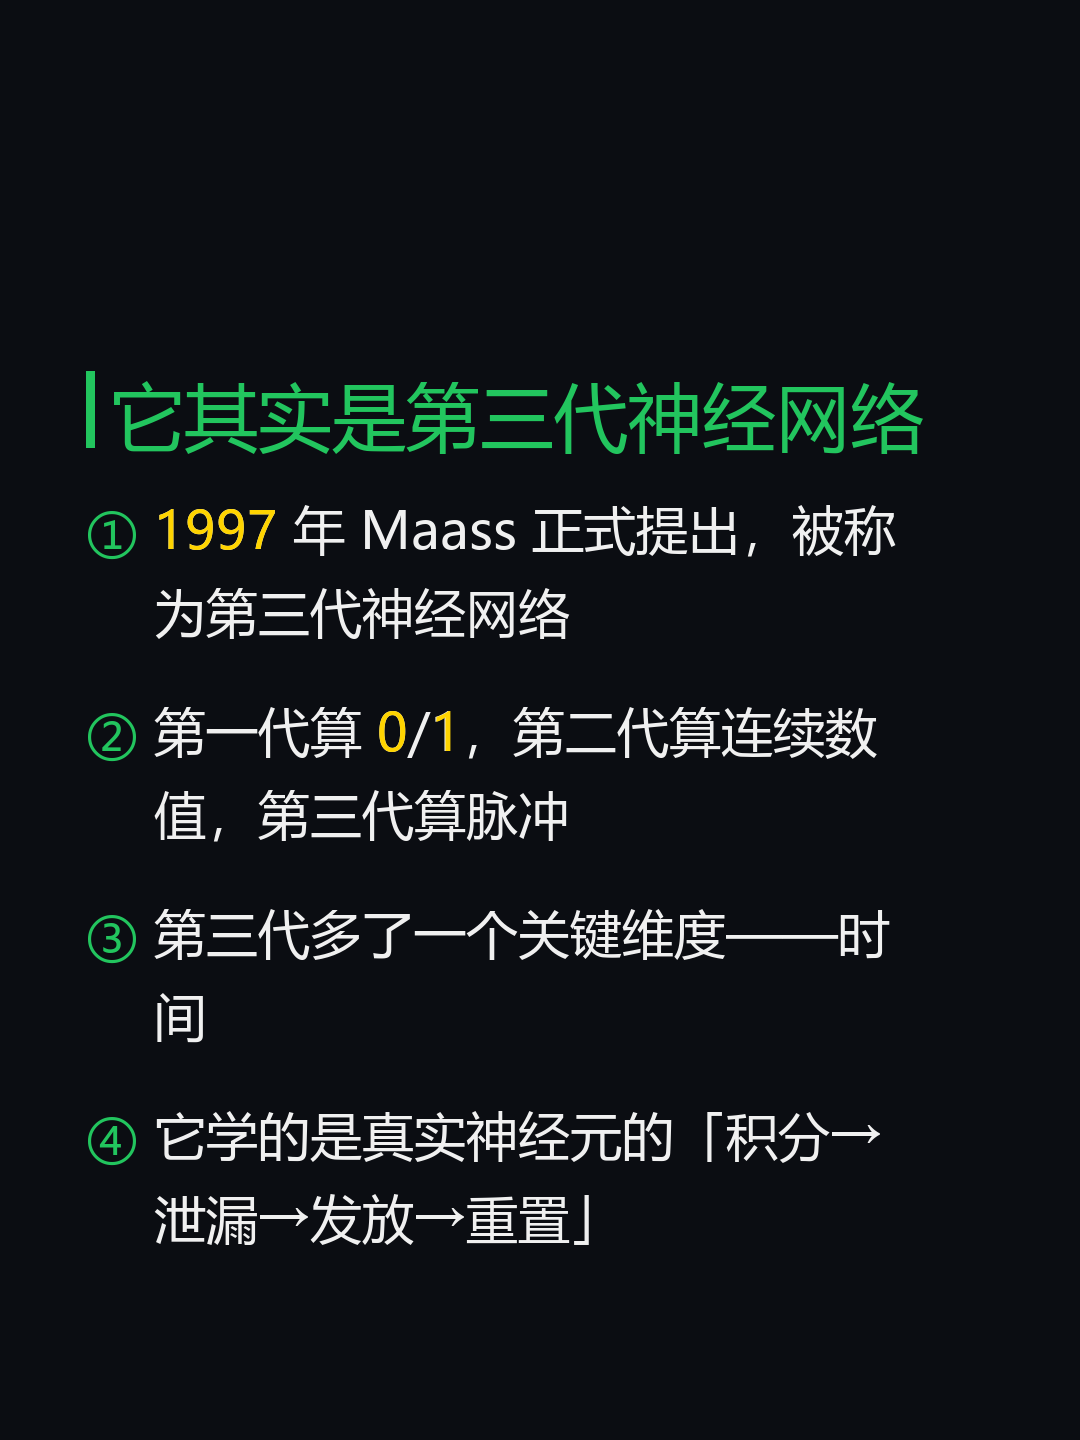 它其实是第三代神经网络
① 1997 年 Maass 正式提出，被称
为第三代神经网络
② 第一代算 0/1，第二代算连续数
值，第三代算脉冲
③ 第三代多了一个关键维度——时
间
④ 它学的是真实神经元的「积分→
泄漏→发放→重置」